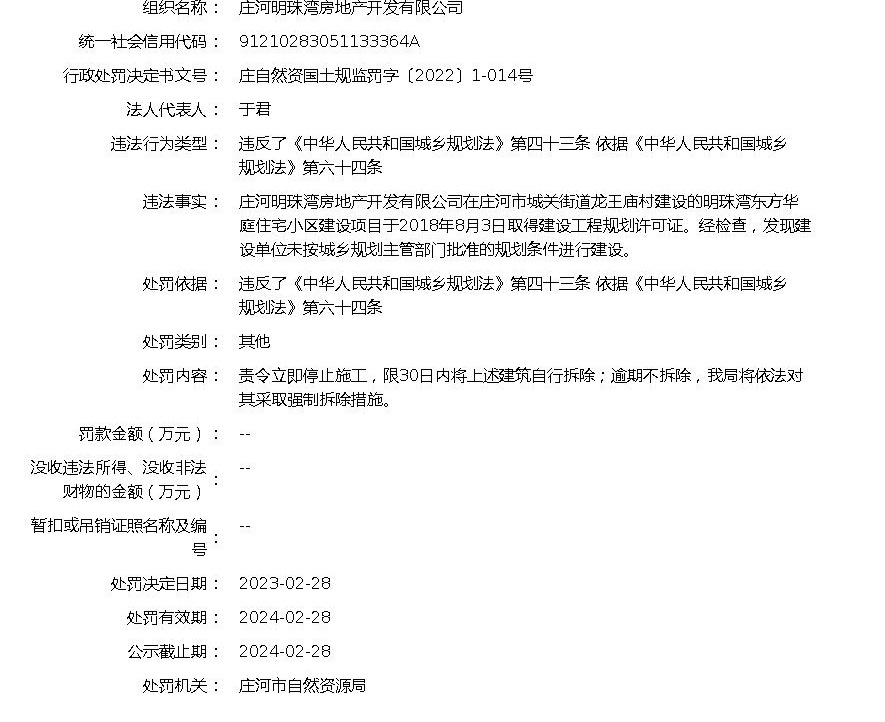 组织名称： 庄河明珠湾房地产开发有限公司
统一社会信用代码： 91210283051133364A
行政处罚决定书文号： 庄自然资国土规监罚字〔2022〕1-014号
法人代表人： 于君
违法行为类型： 违反了《中华人民共和国城乡规划法》第四十三条 依据《中华人民共和国城乡
规划法》第六十四条
违法事实： 庄河明珠湾房地产开发有限公司在庄河市城关街道龙王庙村建设的明珠湾东方华
庭住宅小区建设项目于2018年8月3日取得建设工程规划许可证。经检查，发现建
设单位未按城乡规划主管部门批准的规划条件进行建设。
处罚依据： 违反了《中华人民共和国城乡规划法》第四十三条 依据《中华人民共和国城乡
规划法》第六十四条
处罚类别： 其他
处罚内容： 责令立即停止施工，限30日内将上述建筑自行拆除；逾期不拆除，我局将依法对
其采取强制拆除措施。
罚款金额（万元）： --
没收违法所得、没收非法
财物的金额（万元）： --
暂扣或吊销证照名称及编
号： --
处罚决定日期： 2023-02-28
处罚有效期： 2024-02-28
公示截止期： 2024-02-28
处罚机关： 庄河市自然资源局